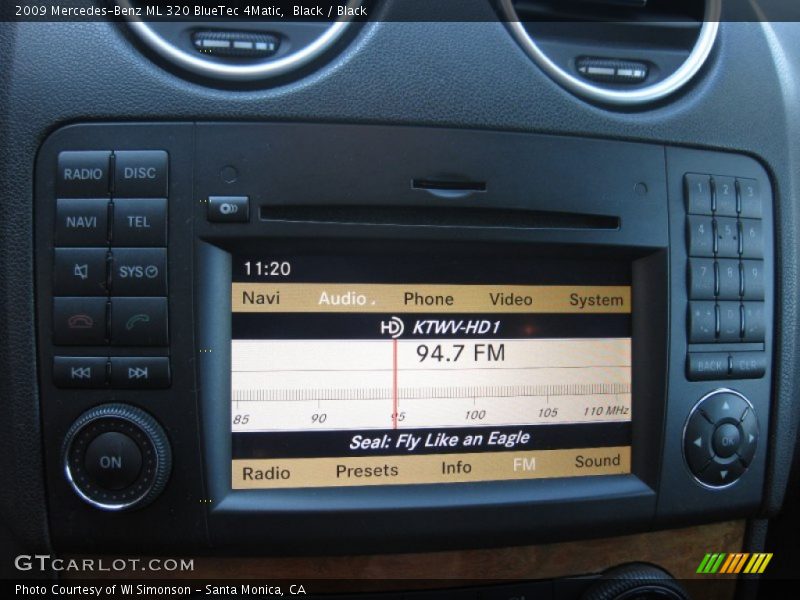 2009 Mercedes-Benz ML 320 BlueTec 4Matic,  Black / Black
RADIO DISC
NAVI TEL
SYS
ON
1 2 3
4 5 6
7 8 9
0
BACK CLR
OK
11:20
Navi Audio Phone Video System
HD KTWV-HD1
94.7 FM
85 90 95 100 105 110 MHz
Seal: Fly Like an Eagle
Radio Presets Info FM Sound
GTCARLOT.COM
Photo Courtesy of WI Simonson - Santa Monica, CA